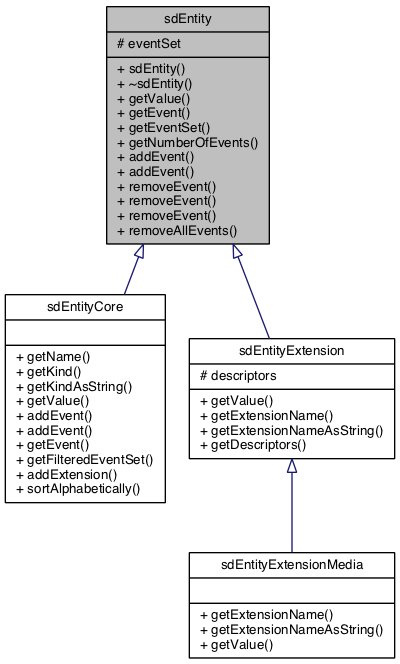 sdEntity
# eventSet
+ sdEntity()
+ ~sdEntity()
+ getValue()
+ getEvent()
+ getEventSet()
+ getNumberOfEvents()
+ addEvent()
+ addEvent()
+ removeEvent()
+ removeEvent()
+ removeEvent()
+ removeAllEvents()
sdEntityCore
+ getName()
+ getKind()
+ getKindAsString()
+ getValue()
+ addEvent()
+ addEvent()
+ getEvent()
+ getFilteredEventSet()
+ addExtension()
+ sortAlphabetically()
sdEntityExtension
# descriptors
+ getValue()
+ getExtensionName()
+ getExtensionNameAsString()
+ getDescriptors()
sdEntityExtensionMedia
+ getExtensionName()
+ getExtensionNameAsString()
+ getValue()